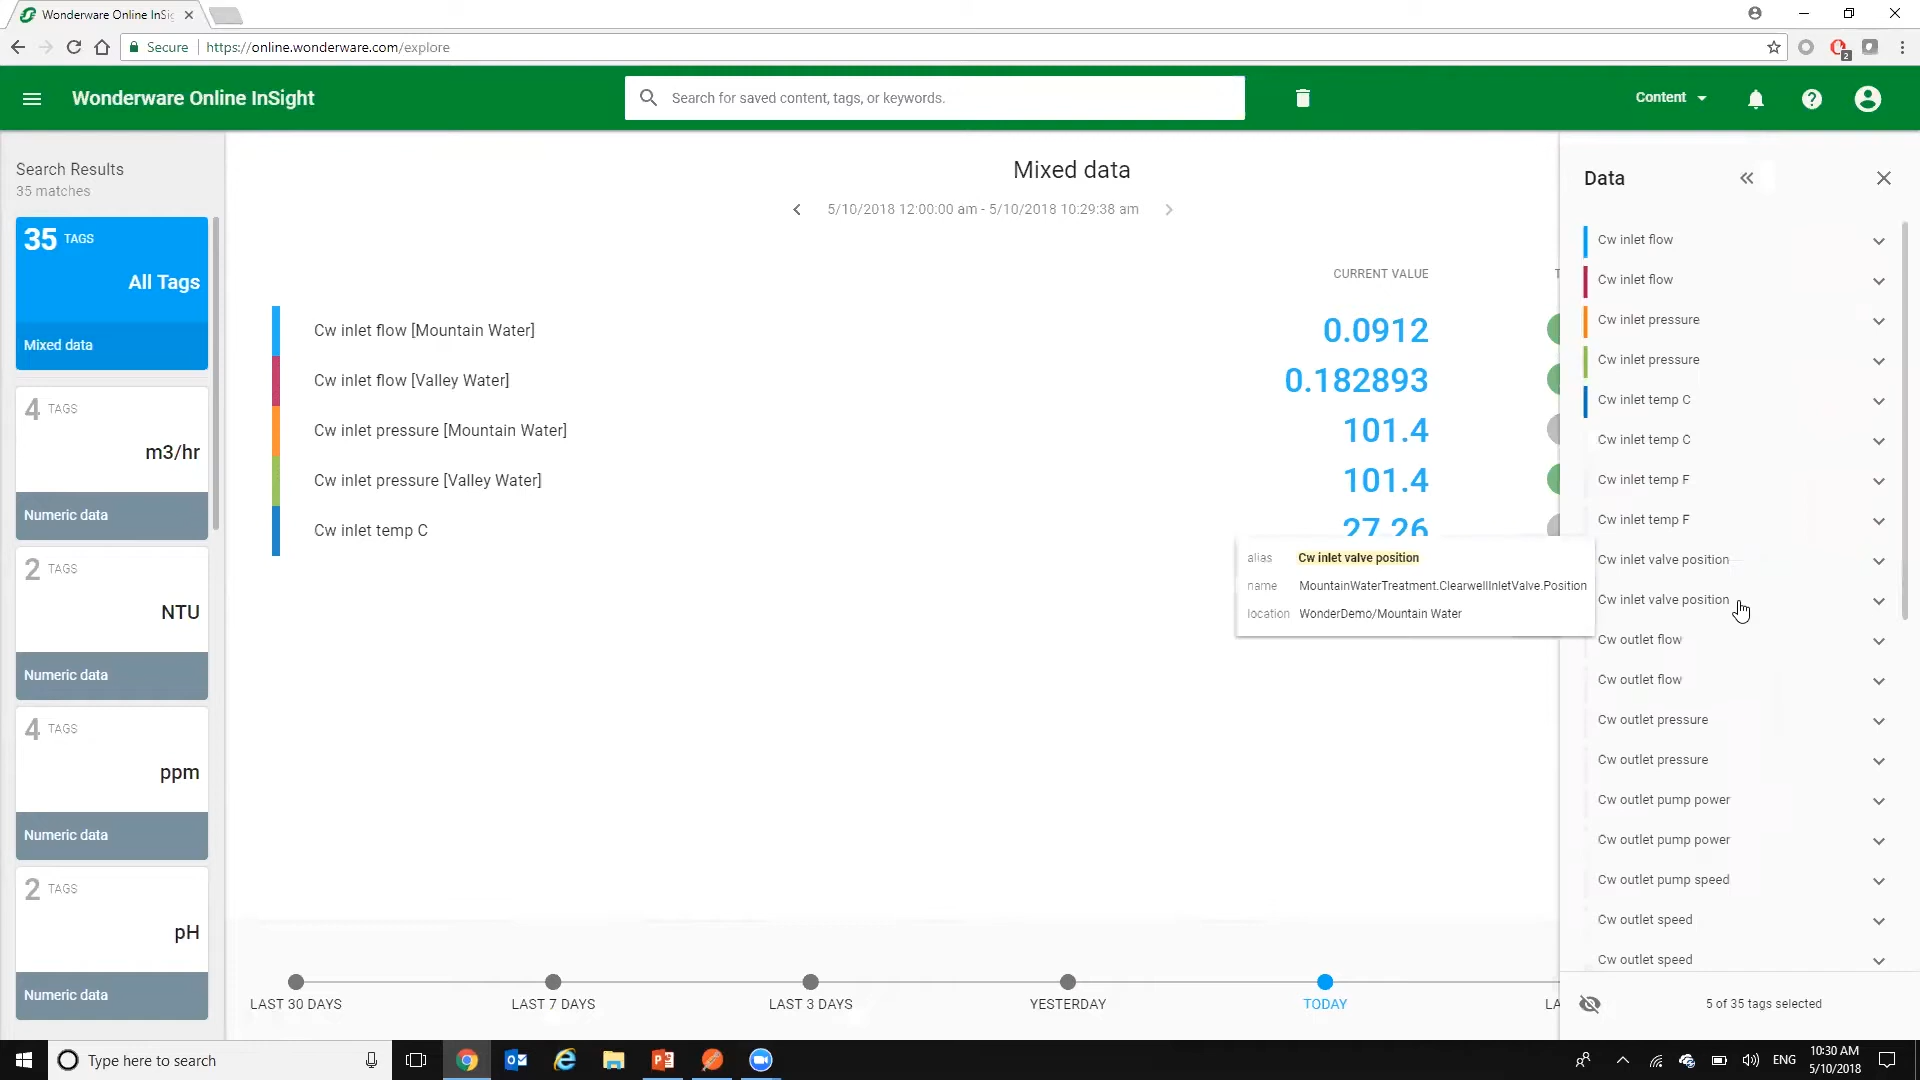 Wonderware Online InSig
Secure
https://online.wonderware.com/explore
2
Wonderware Online InSight
Search for saved content, tags, or keywords.
Content
Search Results
35 matches
35 TAGS
All Tags
Mixed data
4 TAGS
m3/hr
Numeric data
2 TAGS
NTU
Numeric data
4 TAGS
ppm
Numeric data
2 TAGS
pH
Numeric data
Mixed data
5/10/2018 12:00:00 am - 5/10/2018 10:29:38 am
CURRENT VALUE
T
Cw inlet flow [Mountain Water] 0.0912
Cw inlet flow [Valley Water] 0.182893
Cw inlet pressure [Mountain Water] 101.4
Cw inlet pressure [Valley Water] 101.4
Cw inlet temp C 27.26
alias Cw inlet valve position
name MountainWaterTreatment.ClearwellInletValve.Position
location WonderDemo/Mountain Water
LAST 30 DAYS
LAST 7 DAYS
LAST 3 DAYS
YESTERDAY
TODAY
LA
Data
Cw inlet flow
Cw inlet flow
Cw inlet pressure
Cw inlet pressure
Cw inlet temp C
Cw inlet temp C
Cw inlet temp F
Cw inlet temp F
Cw inlet valve position
Cw inlet valve position
Cw outlet flow
Cw outlet flow
Cw outlet pressure
Cw outlet pressure
Cw outlet pump power
Cw outlet pump power
Cw outlet pump speed
Cw outlet speed
Cw outlet speed
5 of 35 tags selected
Type here to search
ENG
10:30 AM
5/10/2018